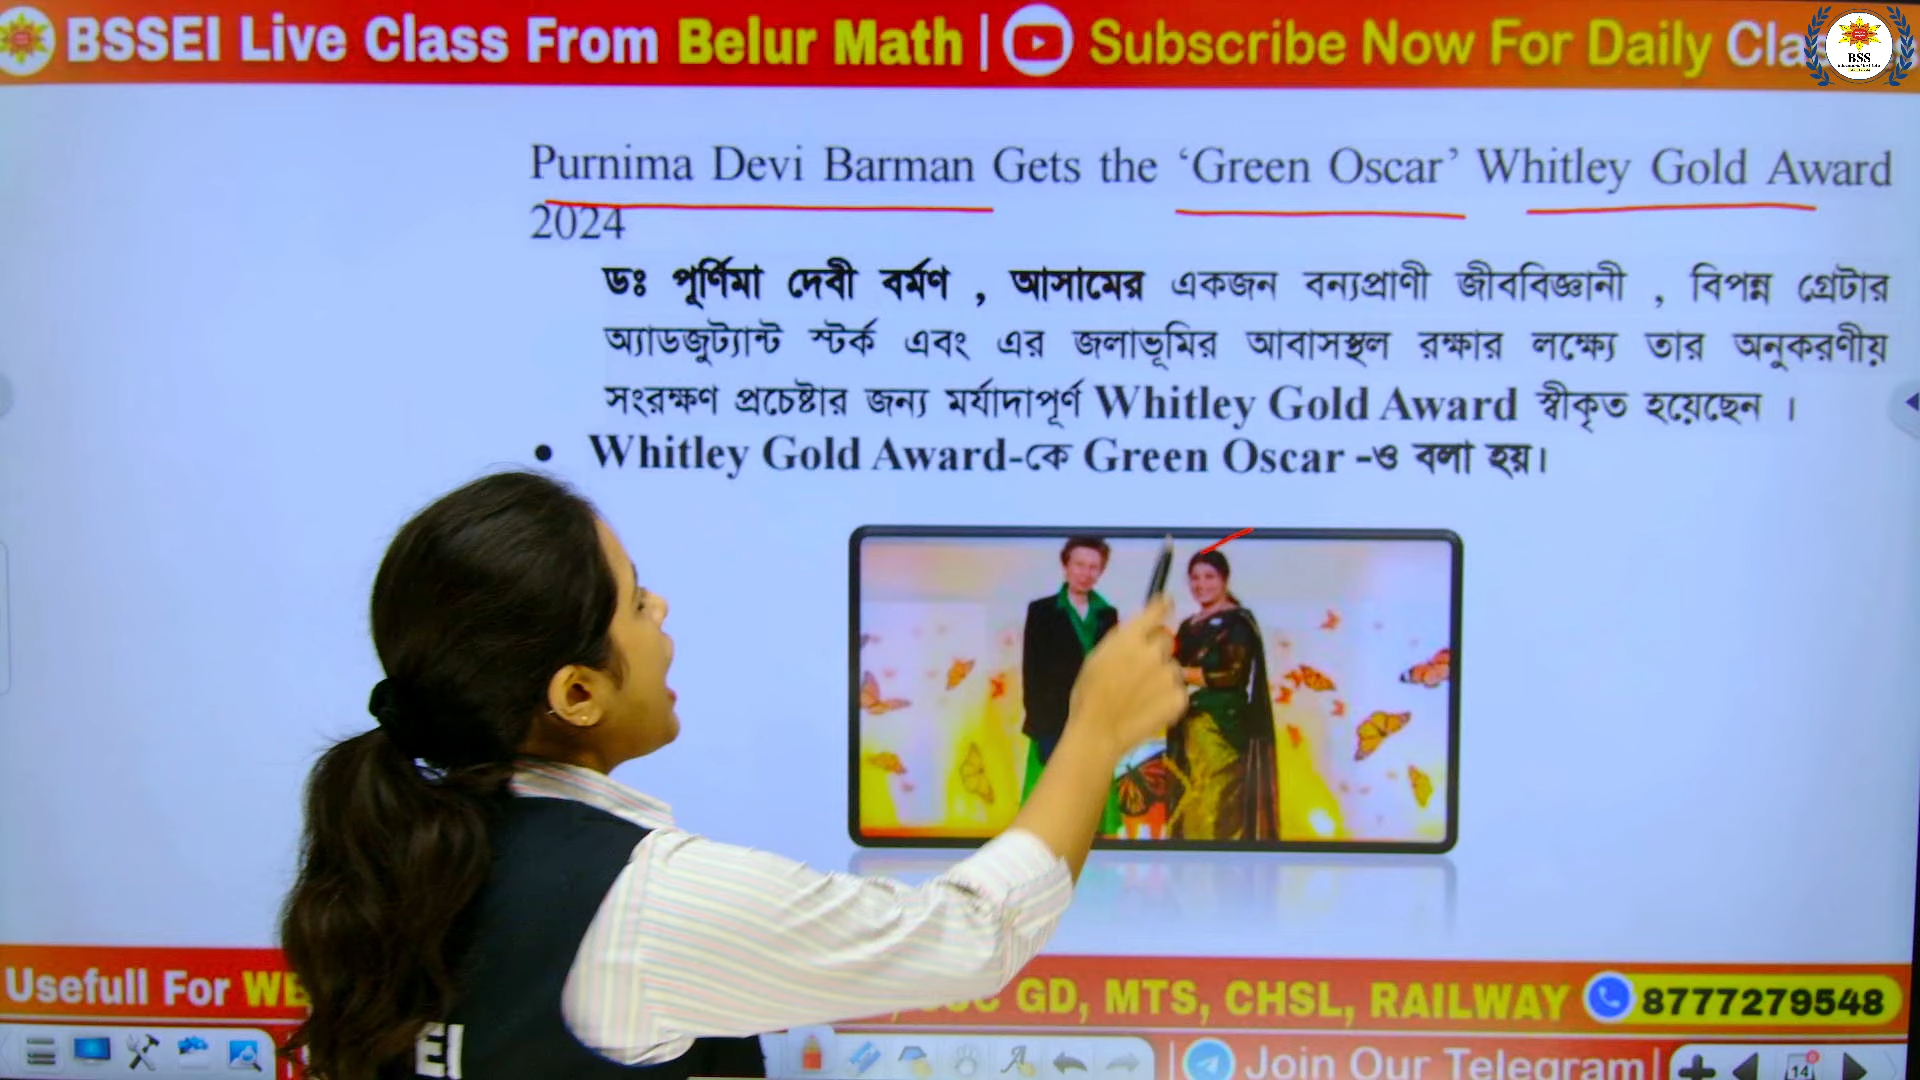 BSSEI Live Class From Belur Math | Subscribe Now For Daily Cla
BSS
Purnima Devi Barman Gets the ‘Green Oscar’ Whitley Gold Award
2024
ডঃ পূর্ণিমা দেবী বর্মণ , আসামের একজন বন্যপ্রাণী জীববিজ্ঞানী , বিপন্ন গ্রেটার
অ্যাডজুট্যান্ট স্টর্ক এবং এর জলাভূমির আবাসস্থল রক্ষার লক্ষ্যে তার অনুকরণীয়
সংরক্ষণ প্রচেষ্টার জন্য মর্যাদাপূর্ণ Whitley Gold Award স্বীকৃত হয়েছেন ।
• Whitley Gold Award-কে Green Oscar -ও বলা হয়।
Usefull For GD, MTS, CHSL, RAILWAY 8777279548
EI
Join Our Telegram
14